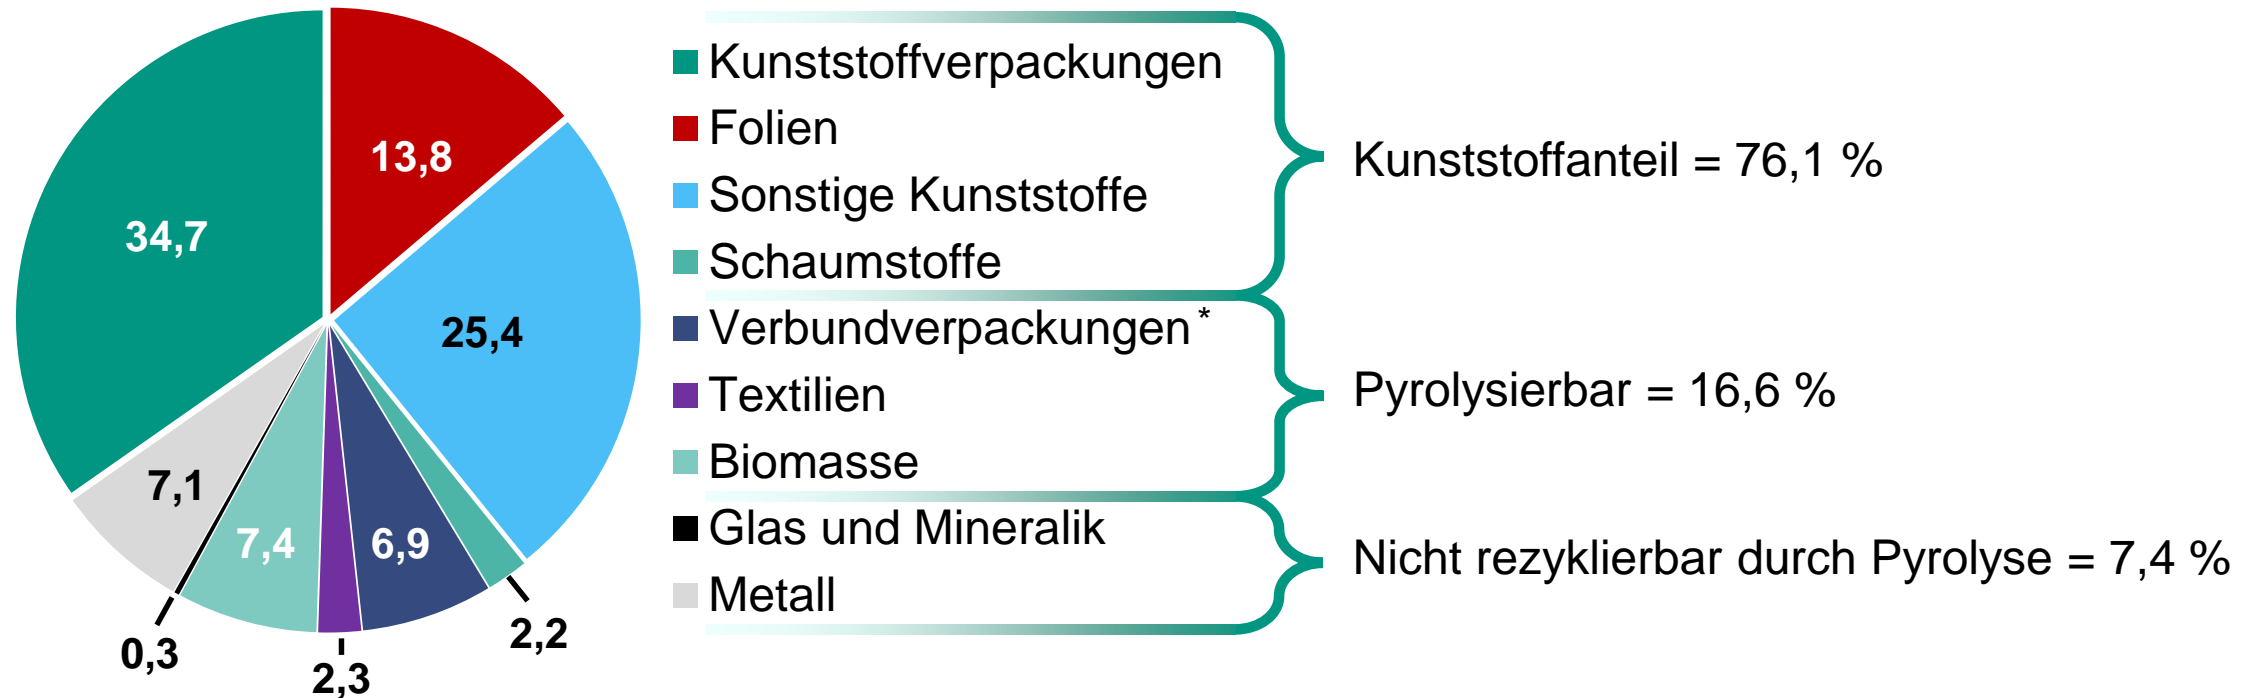 34,7
13,8
25,4
7,1
7,4
6,9
0,3
2,3
2,2
Kunststoffverpackungen
Folien
Sonstige Kunststoffe
Schaumstoffe
Verbundverpackungen*
Textilien
Biomasse
Glas und Mineralik
Metall
Kunststoffanteil = 76,1 %
Pyrolysierbar = 16,6 %
Nicht rezyklierbar durch Pyrolyse = 7,4 %